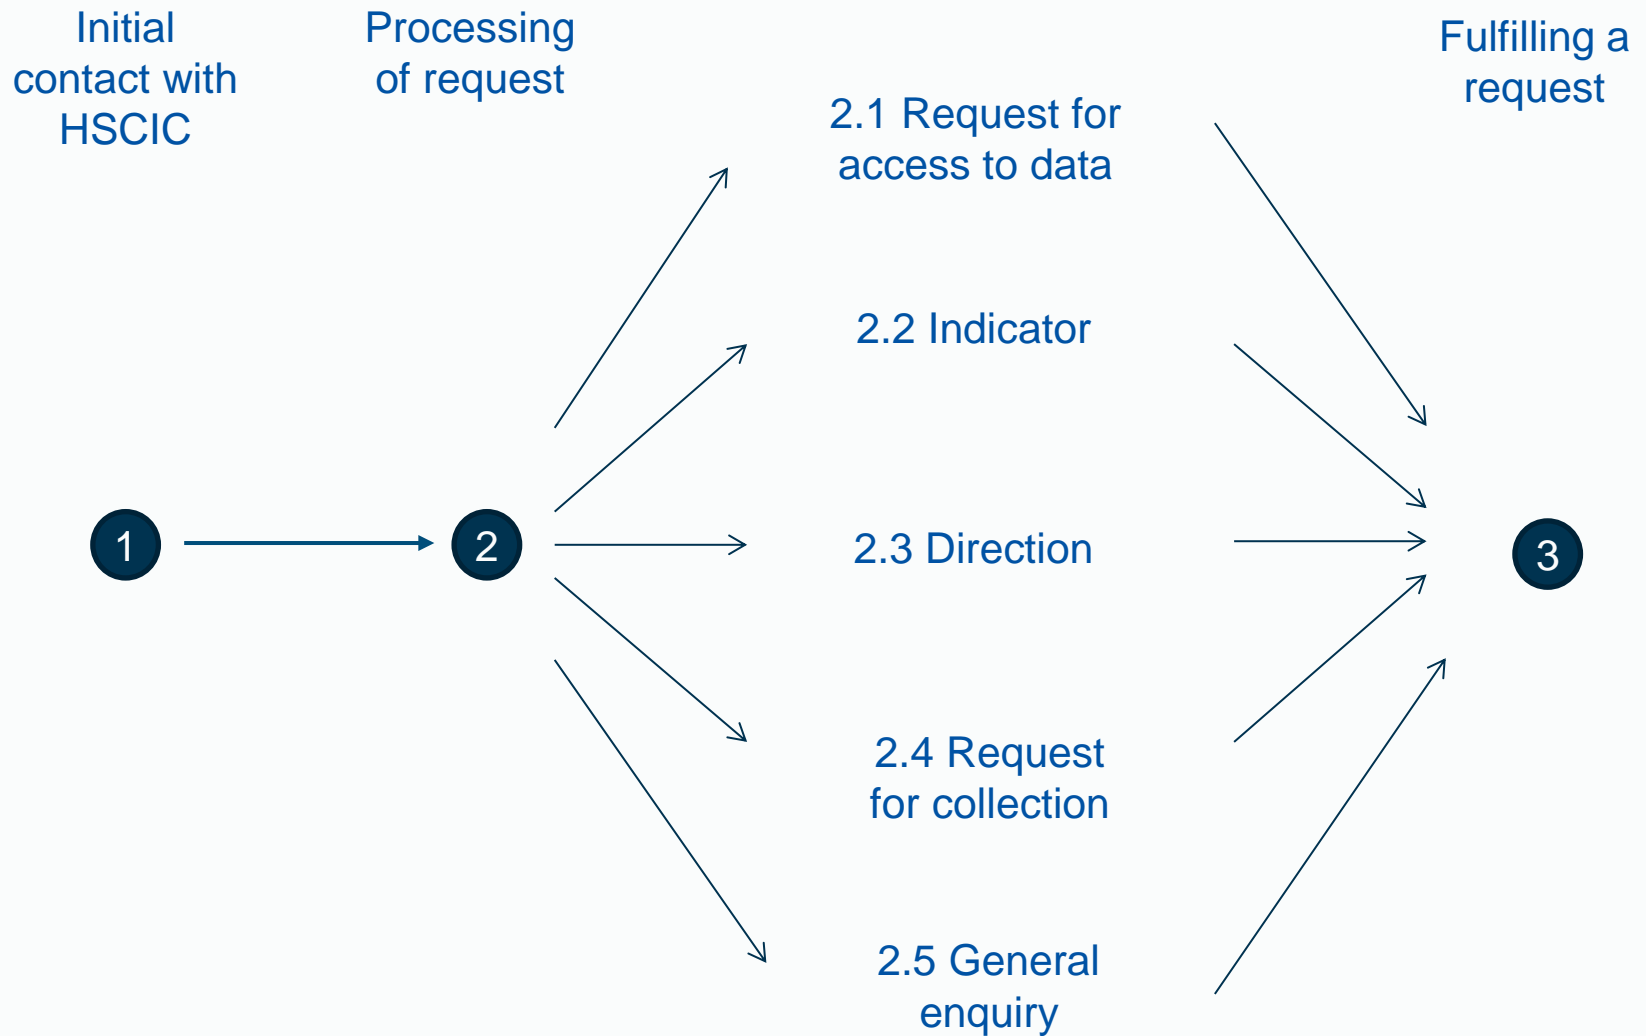 Initial
contact with
HSCIC
Processing
of request
Fulfilling a
request
2.1 Request for
access to data
2.2 Indicator
1
2
2.3 Direction
3
2.4 Request
for collection
2.5 General
enquiry